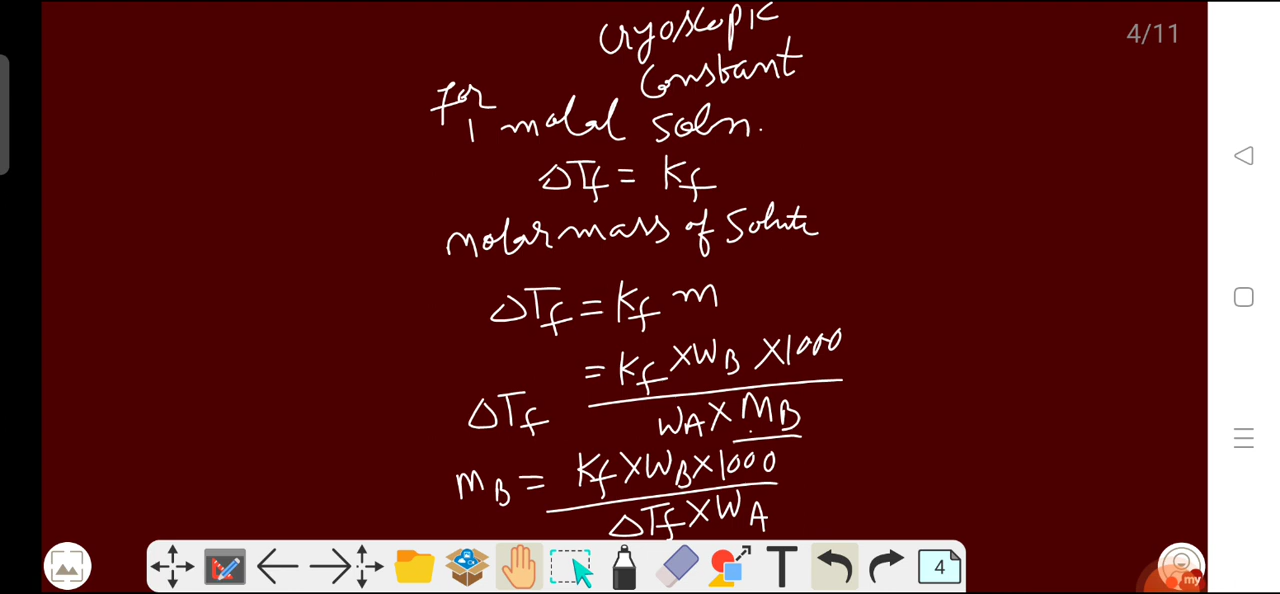 4/11
cryoscopic
Constant
for
1 molal soln.
ΔTf = Kf
Molar mass of Solute
ΔTf = Kf m
= Kf × WB × 1000
ΔTf
WA × MB
MB = Kf × WB × 1000
ΔTf × WA
T
4
my